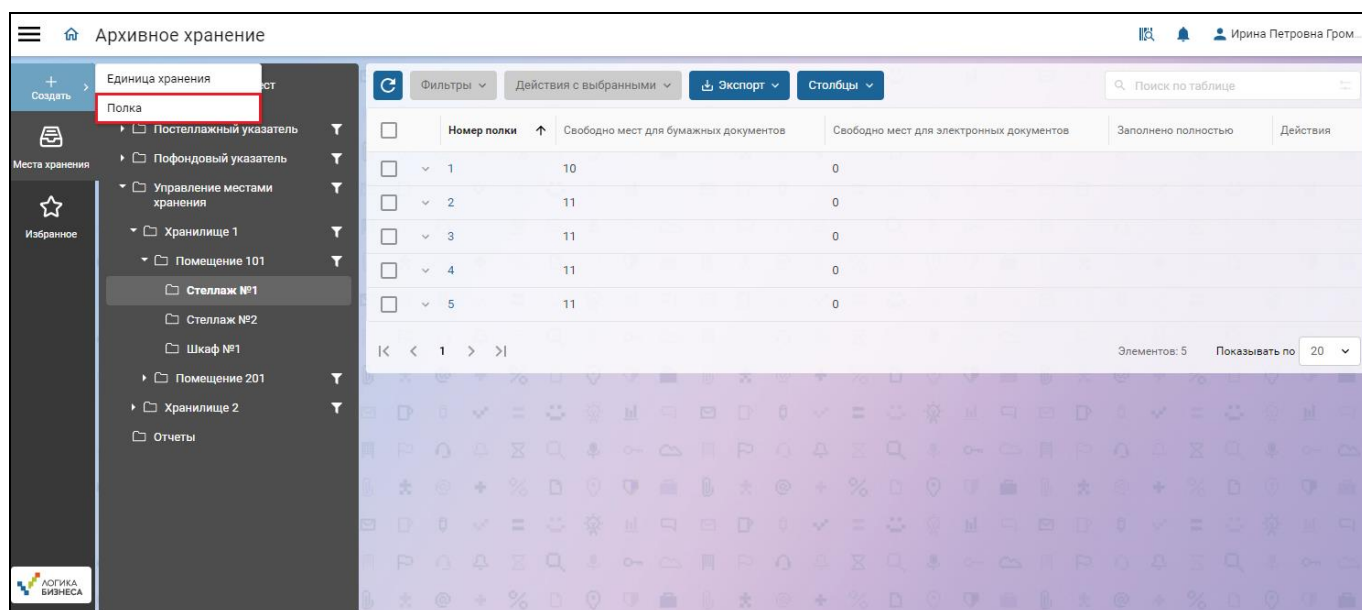 Архивное хранение
Ирина Петровна Гром...
+
Создать
Единица хранения
Полка
ест
Места хранения
Избранное
Постеллажный указатель
Пофондовый указатель
Управление местами
хранения
Хранилище 1
Помещение 101
Стеллаж №1
Стеллаж №2
Шкаф №1
Помещение 201
Хранилище 2
Отчеты
Фильтры
Действия с выбранными
Экспорт
Столбцы
Поиск по таблице
Номер полки
Свободно мест для бумажных документов
Свободно мест для электронных документов
Заполнено полностью
Действия
1 10 0
2 11 0
3 11 0
4 11 0
5 11 0
1
Элементов: 5
Показывать по 20
ЛОГИКА
БИЗНЕСА